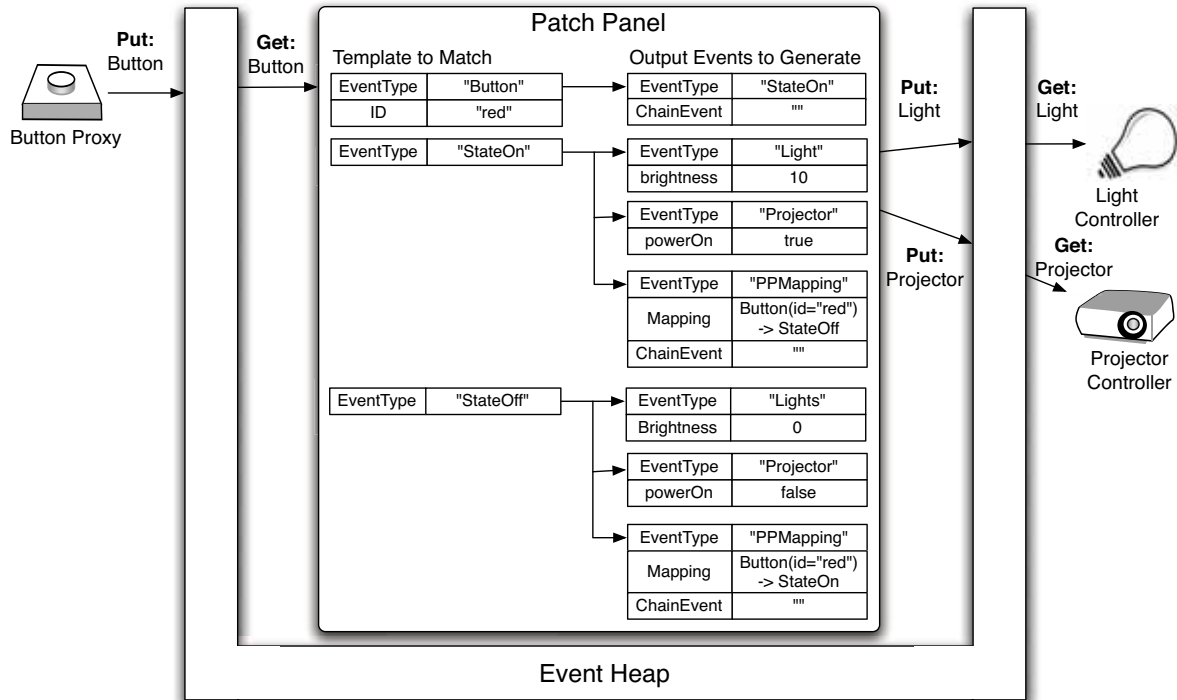 Patch Panel
Put:
Button
Button Proxy
Get:
Button
Template to Match
Output Events to Generate
EventType "Button"
ID "red"
EventType "StateOn"
ChainEvent ""
EventType "StateOn"
EventType "Light"
brightness 10
EventType "Projector"
powerOn true
EventType "PPMapping"
Mapping Button(id="red")
-> StateOff
ChainEvent ""
EventType "StateOff"
EventType "Lights"
Brightness 0
EventType "Projector"
powerOn false
EventType "PPMapping"
Mapping Button(id="red")
-> StateOn
ChainEvent ""
Put:
Light
Put:
Projector
Get:
Light
Light
Controller
Get:
Projector
Projector
Controller
Event Heap